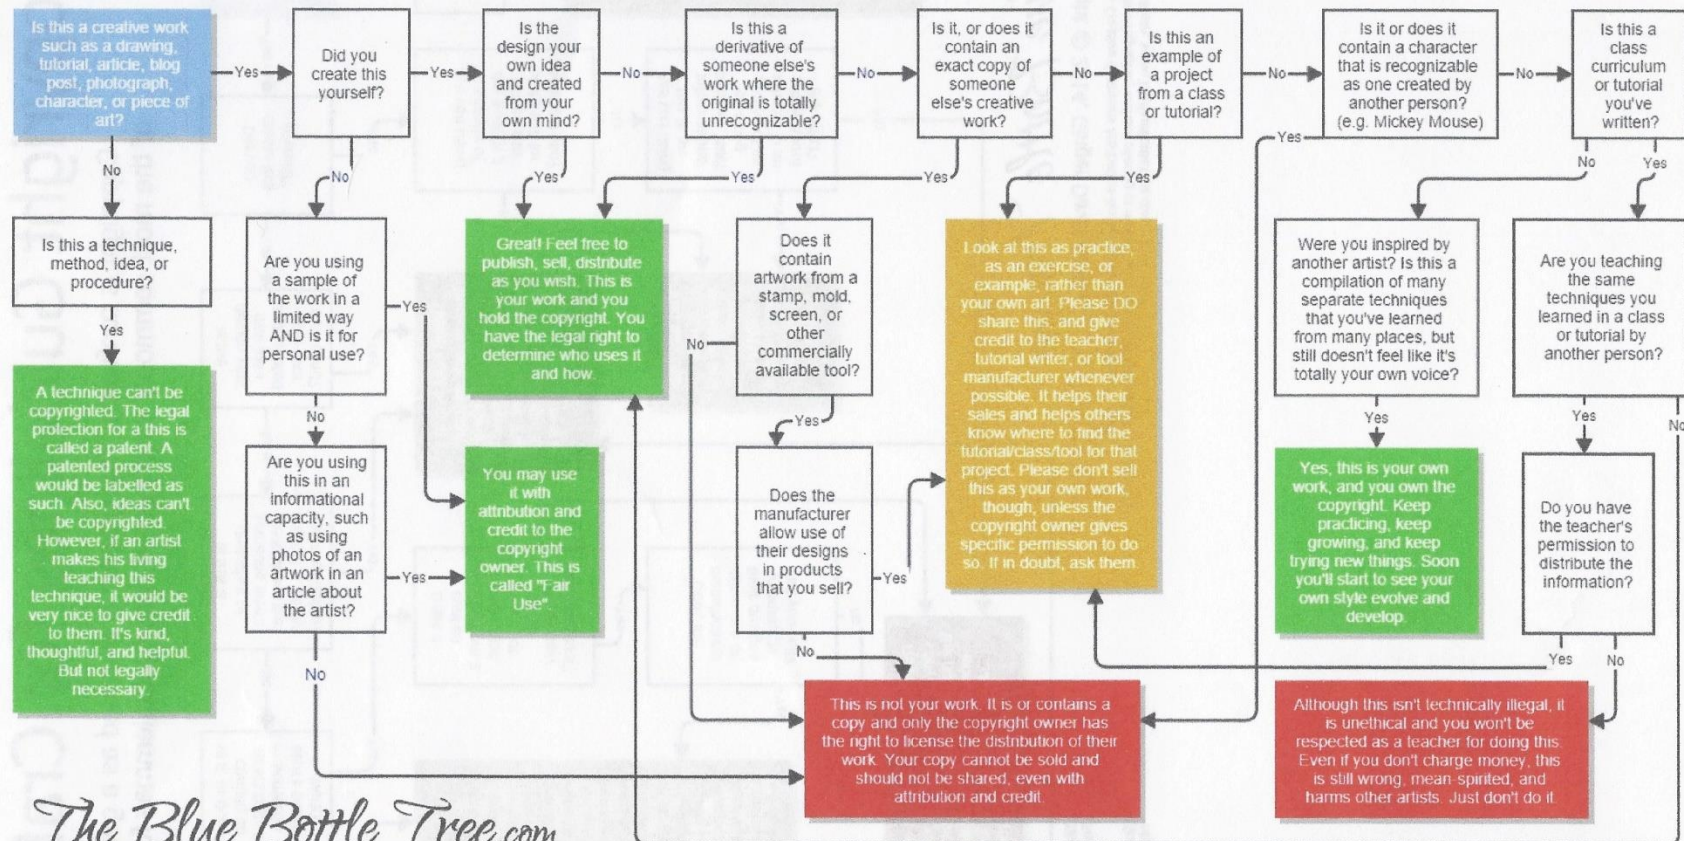 Is this a creative work
such as a drawing,
tutorial, article, blog
post, photograph,
character, or piece of
art?
Yes
Did you
create this
yourself?
Yes
Is the
design your
own idea
and created
from your
own mind?
No
Is this a
derivative of
someone else's
work where the
original is totally
unrecognizable?
No
Is it, or does it
contain an
exact copy of
someone
else's creative
work?
No
Is this an
example of
a project
from a class
or tutorial?
No
Is it or does it
contain a character
that is recognizable
as one created by
another person?
(e.g. Mickey Mouse)
No
Is this a
class
curriculum
or tutorial
you've
written?
No
No
Yes
Yes
Yes
Yes
Yes
No
Yes
Is this a technique,
method, idea, or
procedure?
Yes
A technique can't be
copyrighted. The legal
protection for a this is
called a patent. A
patented process
would be labelled as
such. Also, ideas can't
be copyrighted.
However, if an artist
makes his living
teaching this
technique, it would be
very nice to give credit
to them. It's kind,
thoughtful, and helpful.
But not legally
necessary.
Are you using
a sample of
the work in a
limited way
AND is it for
personal use?
Yes
No
Are you using
this in an
informational
capacity, such
as using
photos of an
artwork in an
article about
the artist?
Yes
No
Great! Feel free to
publish, sell, distribute
as you wish. This is
your work and you
hold the copyright. You
have the legal right to
determine who uses it
and how.
You may use
it with
attribution and
credit to the
copyright
owner. This is
called "Fair
Use".
Does it
contain
artwork from a
stamp, mold,
screen, or
other
commercially
available tool?
No
Yes
Does the
manufacturer
allow use of
their designs
in products
that you sell?
Yes
No
Look at this as practice,
as an exercise, or
example, rather than
your own art. Please DO
share this, and give
credit to the teacher,
tutorial writer, or tool
manufacturer whenever
possible. It helps their
sales and helps others
know where to find the
tutorial/class/tool for that
project. Please don't sell
this as your own work,
though, unless the
copyright owner gives
specific permission to do
so. If in doubt, ask them.
This is not your work. It is or contains a
copy and only the copyright owner has
the right to license the distribution of their
work. Your copy cannot be sold and
should not be shared, even with
attribution and credit.
Were you inspired by
another artist? Is this a
compilation of many
separate techniques
that you've learned
from many places, but
still doesn't feel like it's
totally your own voice?
Yes
Yes, this is your own
work, and you own the
copyright. Keep
practicing, keep
growing, and keep
trying new things. Soon
you'll start to see your
own style evolve and
develop.
Are you teaching
the same
techniques you
learned in a class
or tutorial by
another person?
Yes
No
Do you have
the teacher's
permission to
distribute the
information?
Yes
No
Although this isn't technically illegal, it
is unethical and you won't be
respected as a teacher for doing this.
Even if you don't charge money, this
is still wrong, mean-spirited, and
harms other artists. Just don't do it.
The Blue Bottle Tree.com